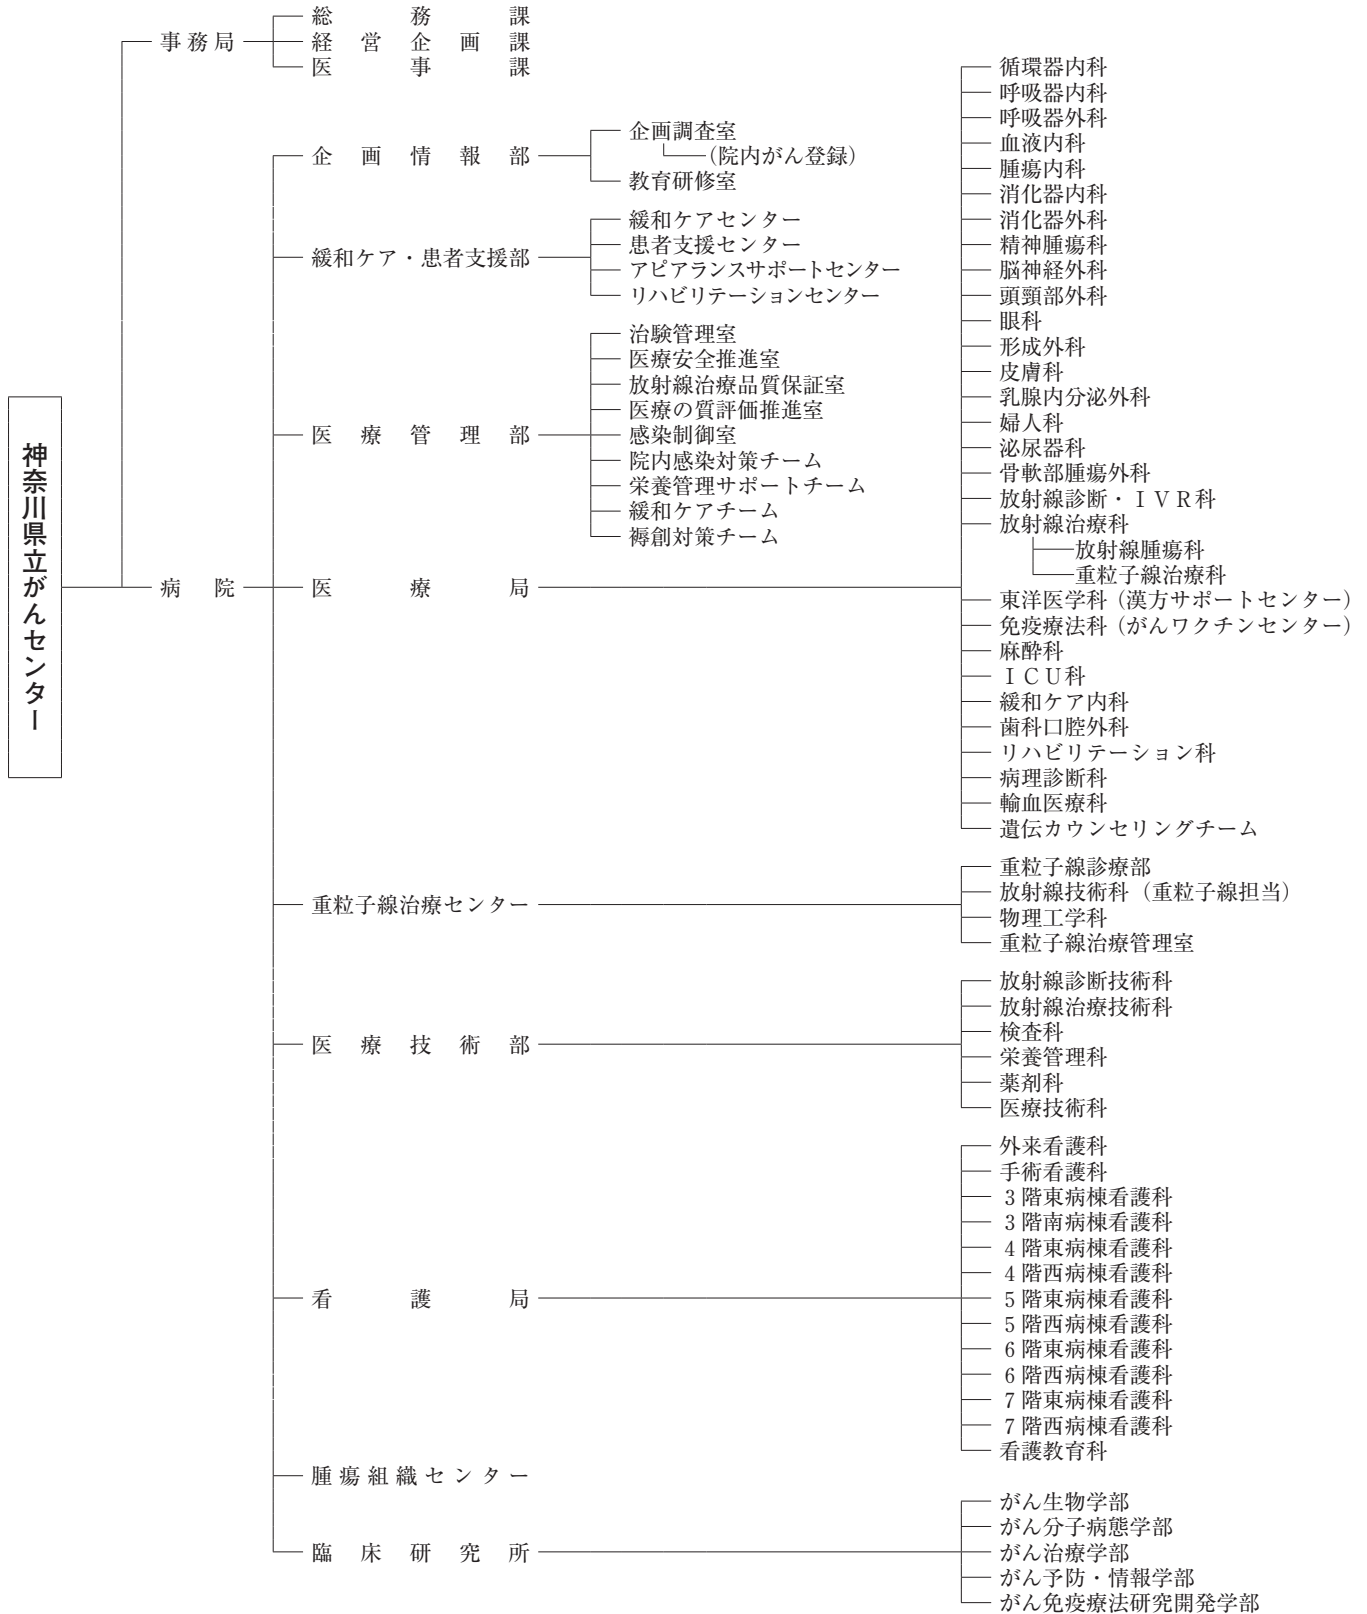 神奈川県立がんセンター
事務局
総務課
経営企画課
医事課
病院
企画情報部
企画調査室
(院内がん登録)
教育研修室
緩和ケア・患者支援部
緩和ケアセンター
患者支援センター
アピアランスサポートセンター
リハビリテーションセンター
医療管理部
治験管理室
医療安全推進室
放射線治療品質保証室
医療の質評価推進室
感染制御室
院内感染対策チーム
栄養管理サポートチーム
緩和ケアチーム
褥創対策チーム
医療局
循環器内科
呼吸器内科
呼吸器外科
血液内科
腫瘍内科
消化器内科
消化器外科
精神腫瘍科
脳神経外科
頭頸部外科
眼科
形成外科
皮膚科
乳腺内分泌外科
婦人科
泌尿器科
骨軟部腫瘍外科
放射線診断・ＩＶＲ科
放射線治療科
放射線腫瘍科
重粒子線治療科
東洋医学科（漢方サポートセンター）
免疫療法科（がんワクチンセンター）
麻酔科
ＩＣＵ科
緩和ケア内科
歯科口腔外科
リハビリテーション科
病理診断科
輸血医療科
遺伝カウンセリングチーム
重粒子線治療センター
重粒子線診療部
放射線技術科（重粒子線担当）
物理工学科
重粒子線治療管理室
医療技術部
放射線診断技術科
放射線治療技術科
検査科
栄養管理科
薬剤科
医療技術科
看護局
外来看護科
手術看護科
３階東病棟看護科
３階南病棟看護科
４階東病棟看護科
４階西病棟看護科
５階東病棟看護科
５階西病棟看護科
６階東病棟看護科
６階西病棟看護科
７階東病棟看護科
７階西病棟看護科
看護教育科
腫瘍組織センター
臨床研究所
がん生物学部
がん分子病態学部
がん治療学部
がん予防・情報学部
がん免疫療法研究開発学部